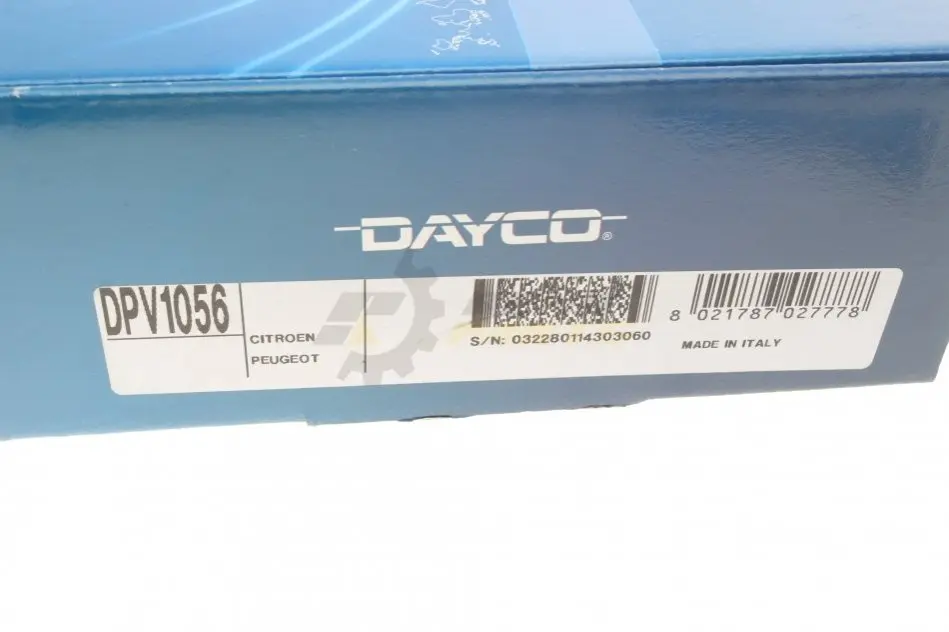 DAYCO®
DPV1056
CITROEN
PEUGEOT
S/N: 032280114303060
8 021787 027778
MADE IN ITALY